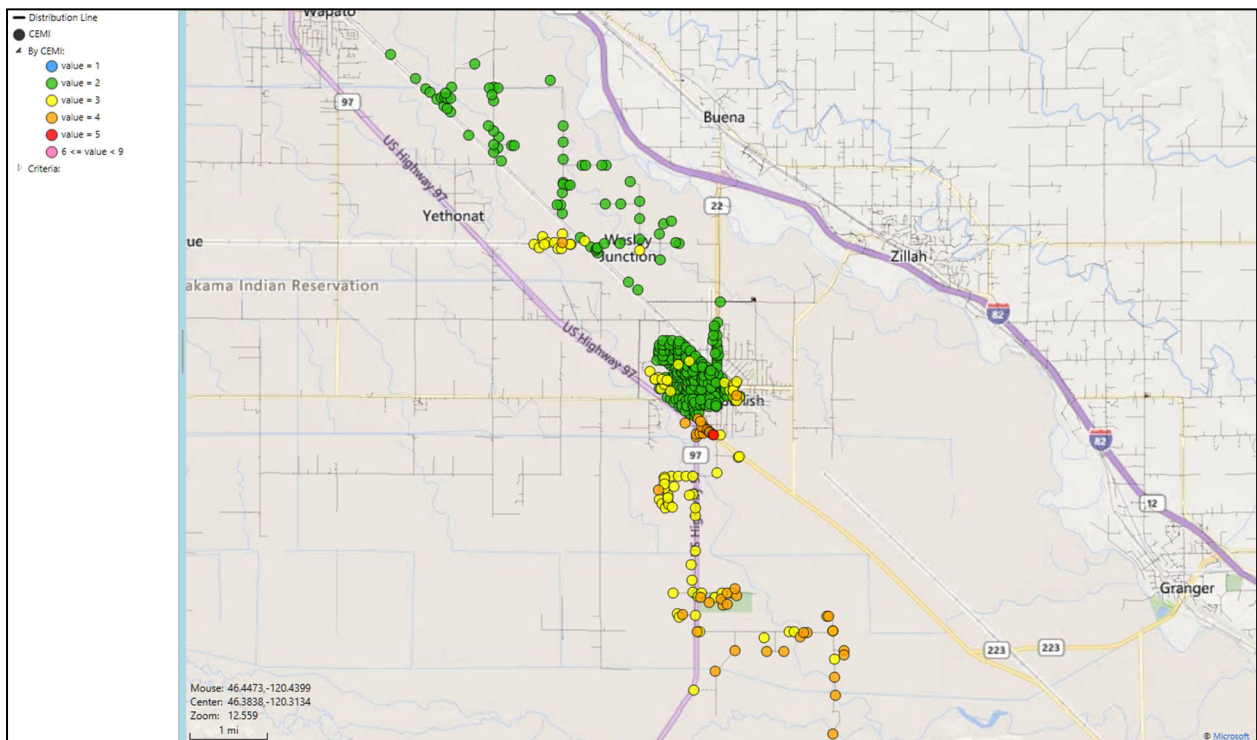 Distribution Line
CEMI
By CEMI:
value = 1
value = 2
value = 3
value = 4
value = 5
6 <= value < 9
Criteria:
Wapato
97
US Highway 97
Buena
22
Yethonat
ue
Junction
Zillah
akama Indian Reservation
82
US Highway 97
82
97
12
Granger
223
223
Mouse: 46.4473,-120.4399
Center: 46.3838,-120.3134
Zoom: 12.559
1 mi
© Microsoft